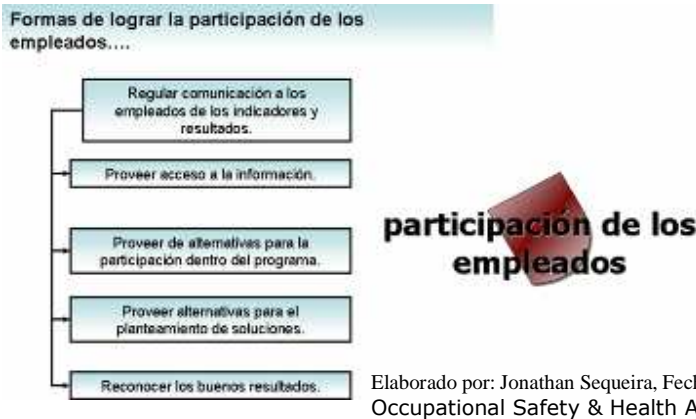 Formas de lograr la participación de los
empleados....
Regular comunicación a los
empleados de los indicadores y
resultados.
Proveer acceso a la información.
Proveer de alternativas para la
participación dentro del programa.
Proveer alternativas para el
planteamiento de soluciones.
Reconocer los buenos resultados.
participación de los
empleados
Elaborado por: Jonathan Sequeira,
Occupational Safety & Health